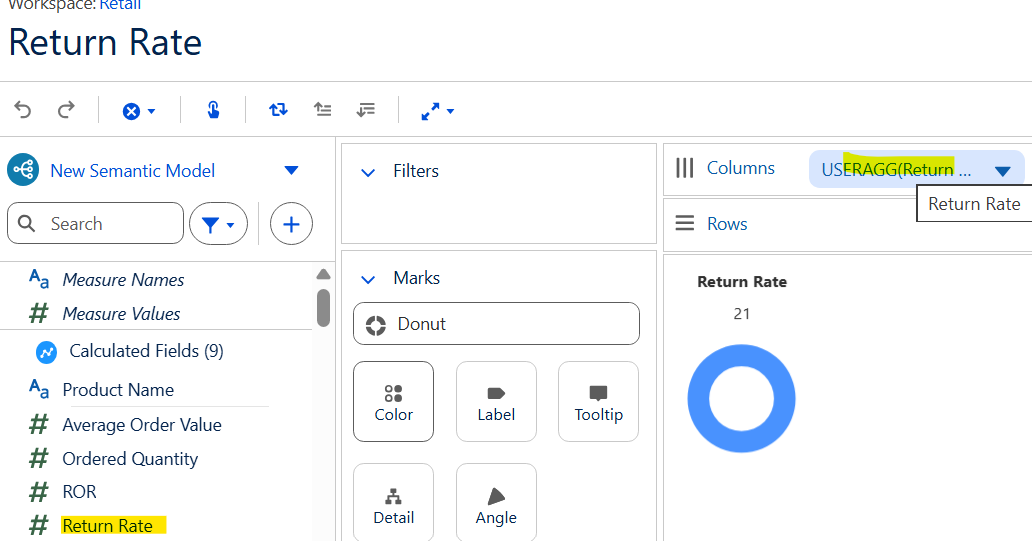 Workspace: Retail
Return Rate
New Semantic Model
Search
Measure Names
Measure Values
Calculated Fields (9)
Product Name
Average Order Value
Ordered Quantity
ROR
Return Rate
Filters
Marks
Donut
Color
Label
Tooltip
Detail
Angle
Columns
USERAGG(Return ...
Return Rate
Rows
Return Rate
21